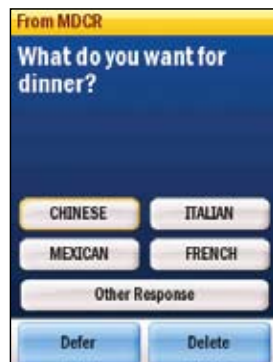 From MDCR
What do you want for
dinner?
CHINESE ITALIAN
MEXICAN FRENCH
Other Response
Defer Delete